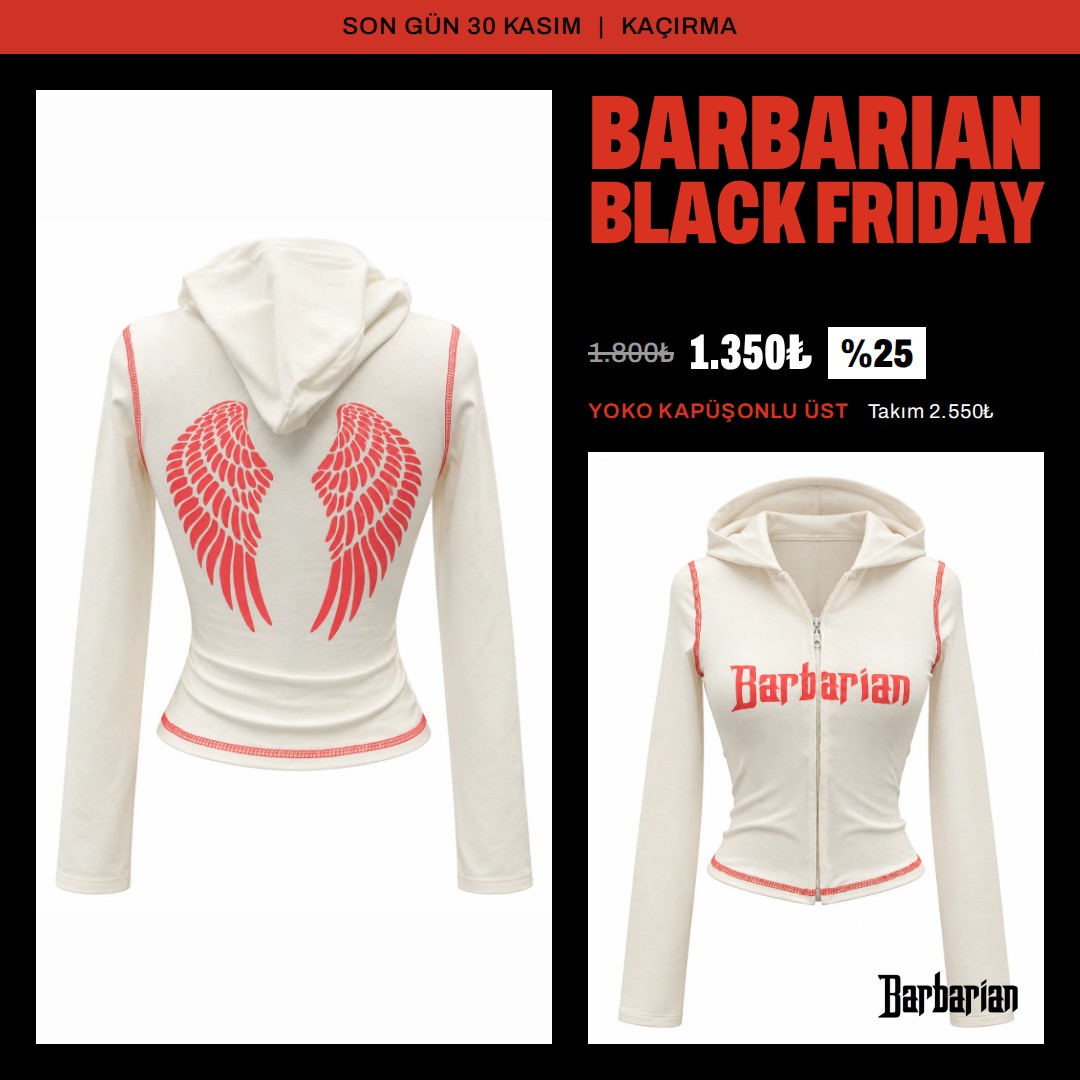 SON GÜN 30 KASIM | KAÇIRMA
BARBARIAN
BLACK FRIDAY
1.800₺ 1.350₺ %25
YOKO KAPÜŞONLU ÜST Takım 2.550₺
Barbarian
Barbarian